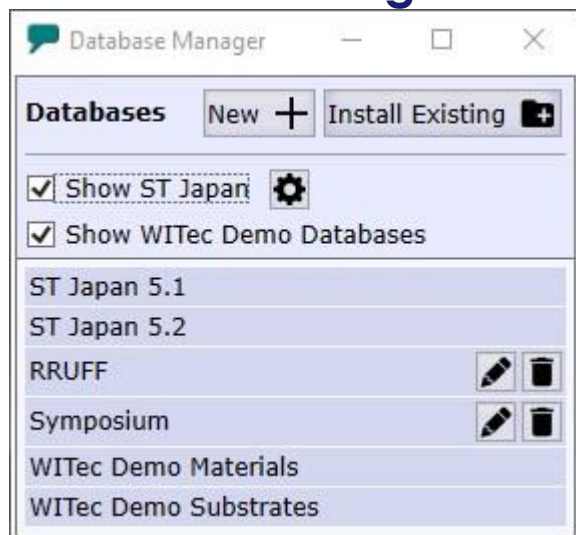 Database Manager
Databases New Install Existing
Show ST Japan
Show WITec Demo Databases
ST Japan 5.1
ST Japan 5.2
RRUFF
Symposium
WITec Demo Materials
WITec Demo Substrates